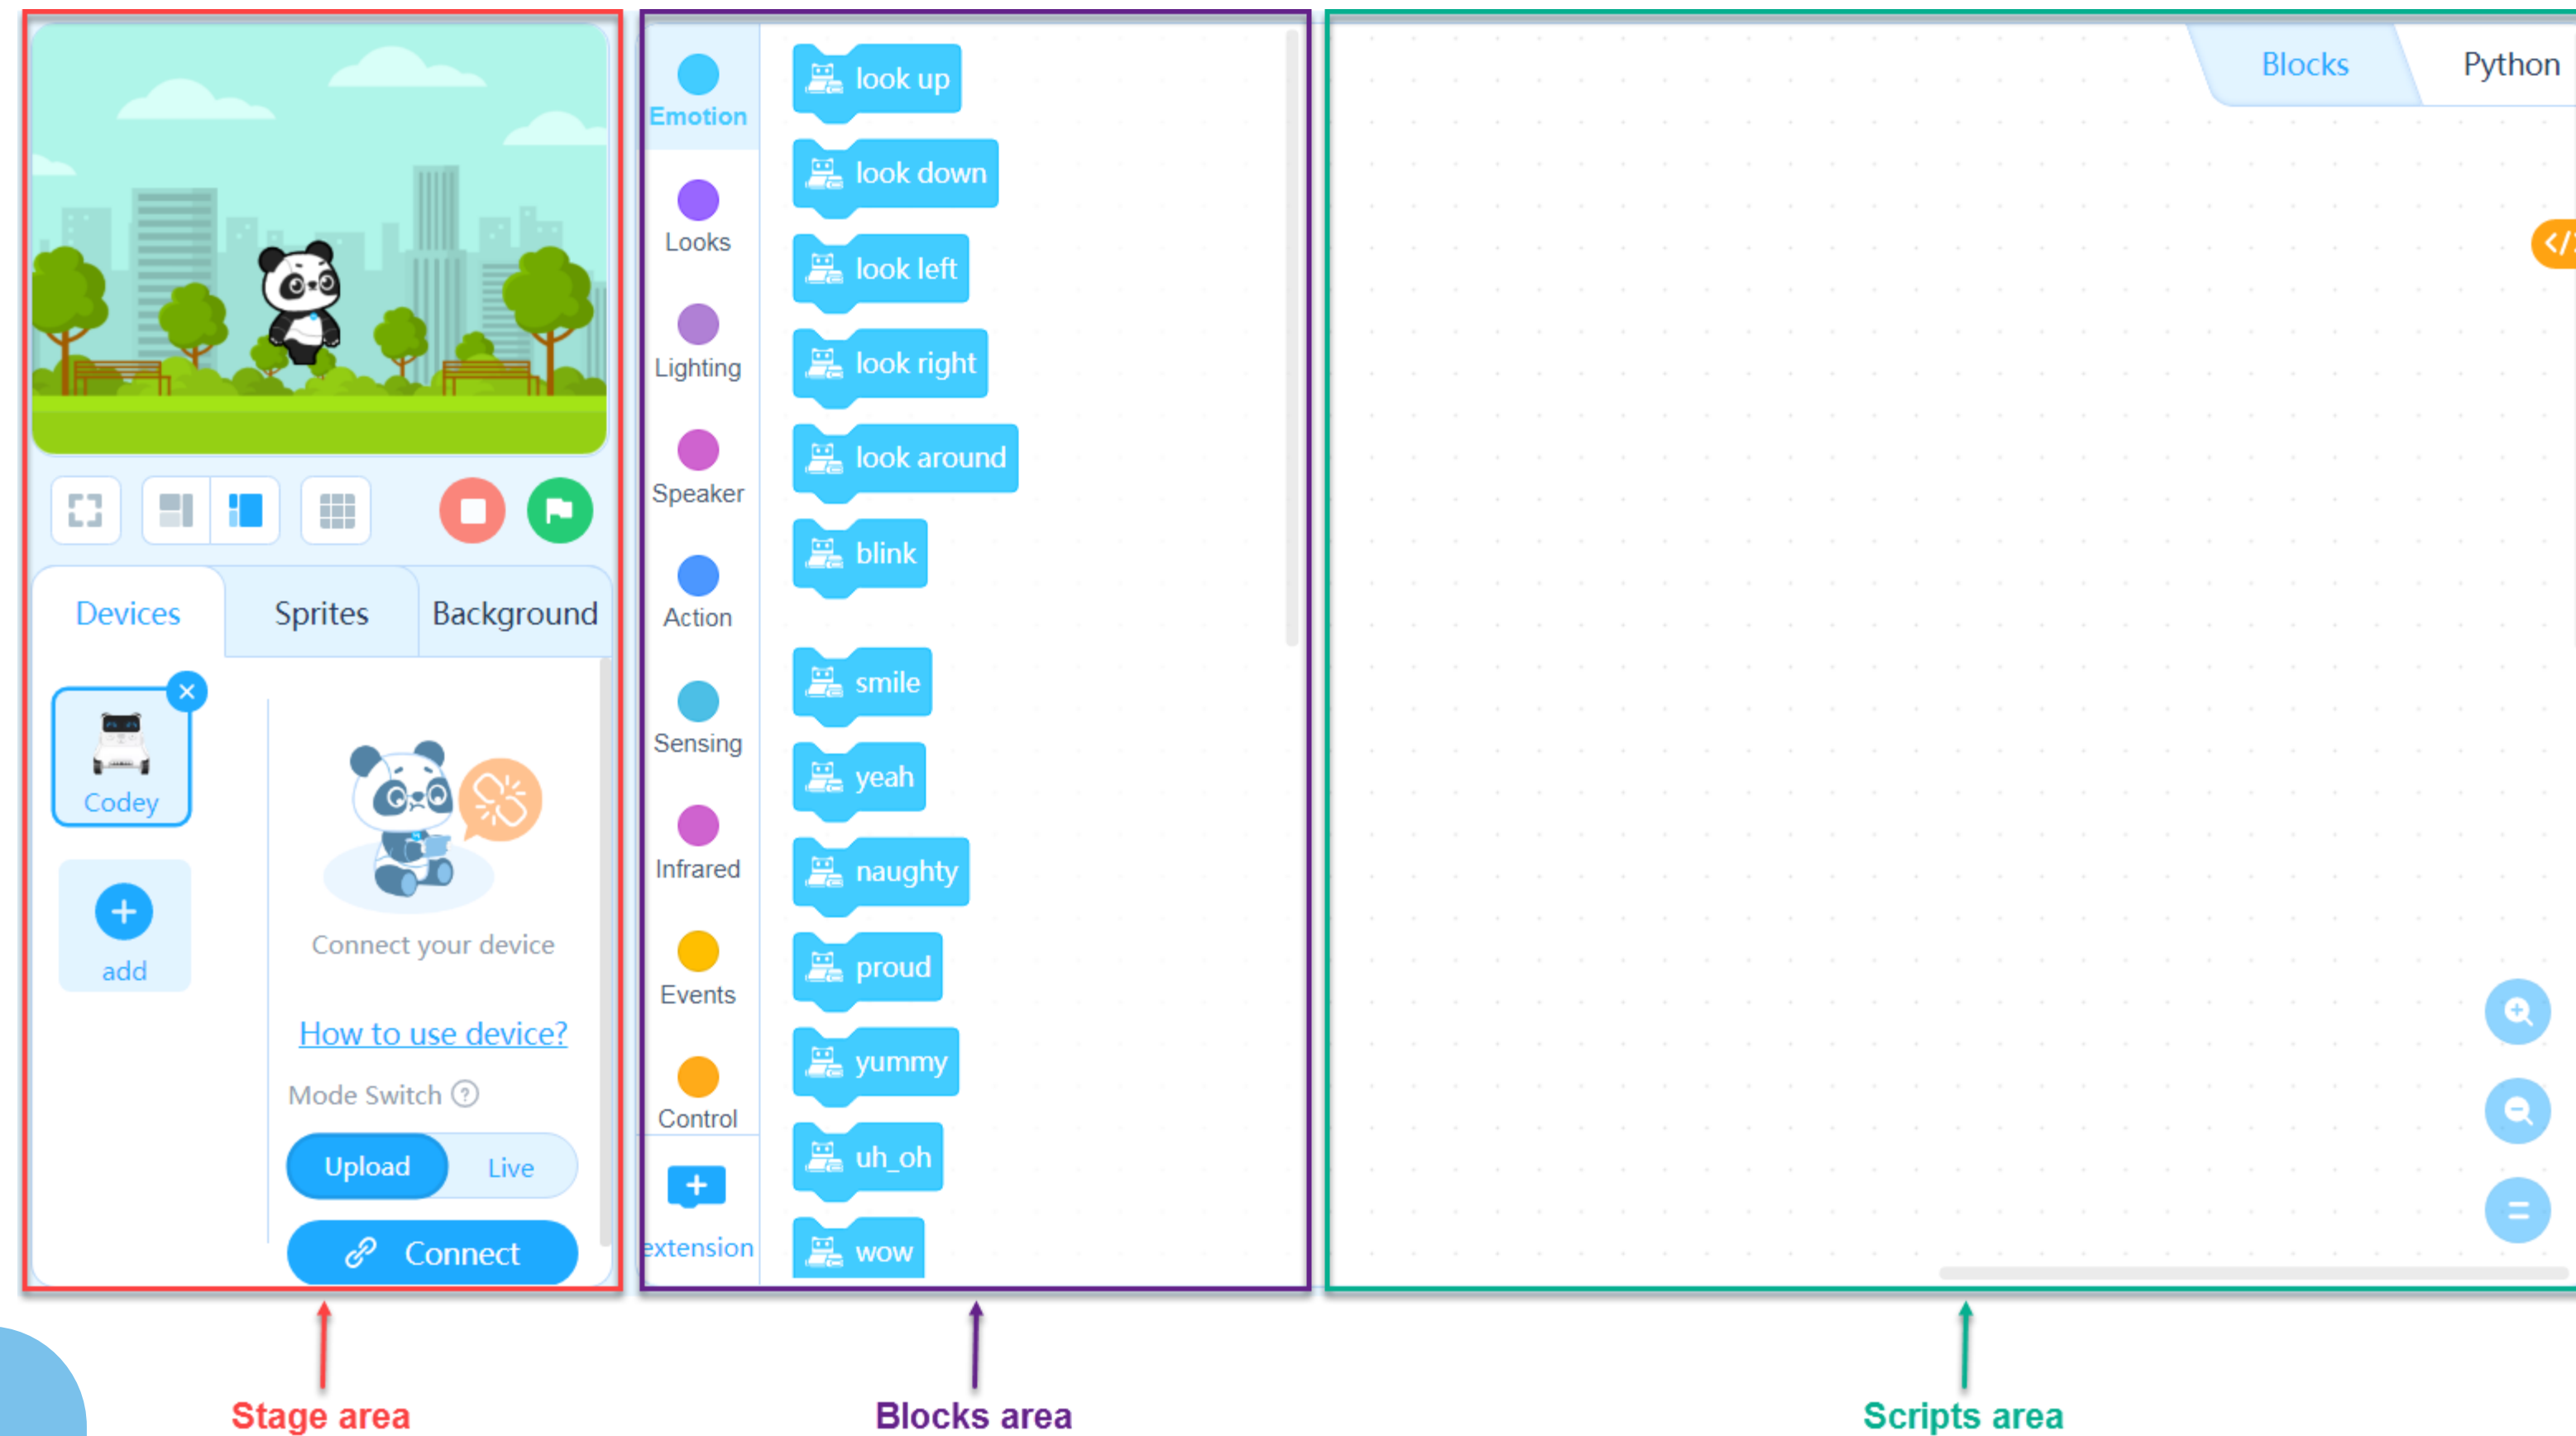 Devices
Sprites
Background
Codey
add
Connect your device
How to use device?
Mode Switch ?
Upload
Live
Connect
Emotion
Looks
Lighting
Speaker
Action
Sensing
Infrared
Events
Control
extension
look up
look down
look left
look right
look around
blink
smile
yeah
naughty
proud
yummy
uh_oh
wow
Blocks
Python
</>
Stage area
Blocks area
Scripts area